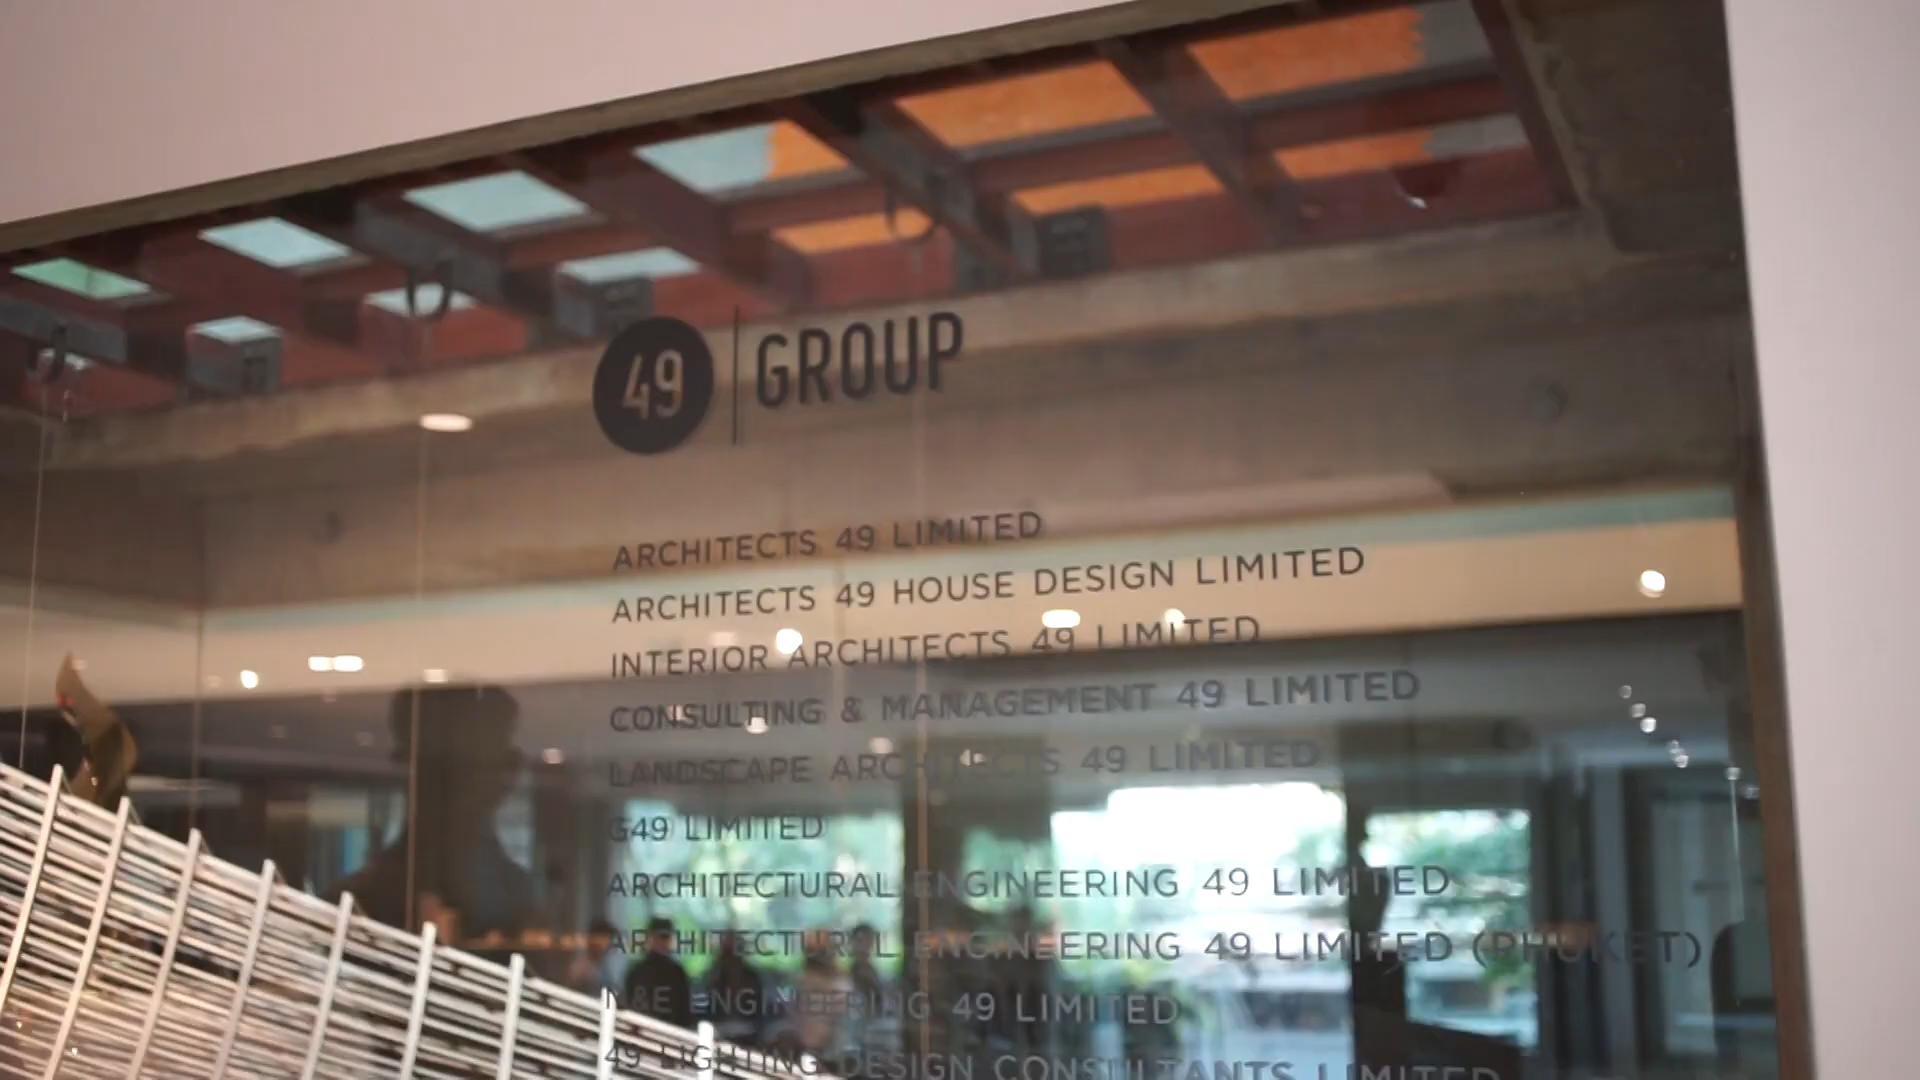 49 GROUP
ARCHITECTS 49 LIMITED
ARCHITECTS 49 HOUSE DESIGN LIMITED
INTERIOR ARCHITECTS 49 LIMITED
CONSULTING & MANAGEMENT 49 LIMITED
LANDSCAPE ARCHITECTS 49 LIMITED
G49 LIMITED
ARCHITECTURAL ENGINEERING 49 LIMITED
ARCHITECTURAL ENGINEERING 49 LIMITED (PHUKET)
M&E ENGINEERING 49 LIMITED
49 LIGHTING DESIGN CONSULTANTS LIMITED